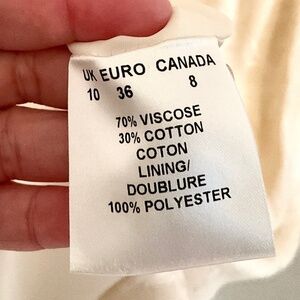 UK EURO CANADA
10 36 8
70% VISCOSE
30% COTTON
COTON
LINING/
DOUBLURE
100% POLYESTER